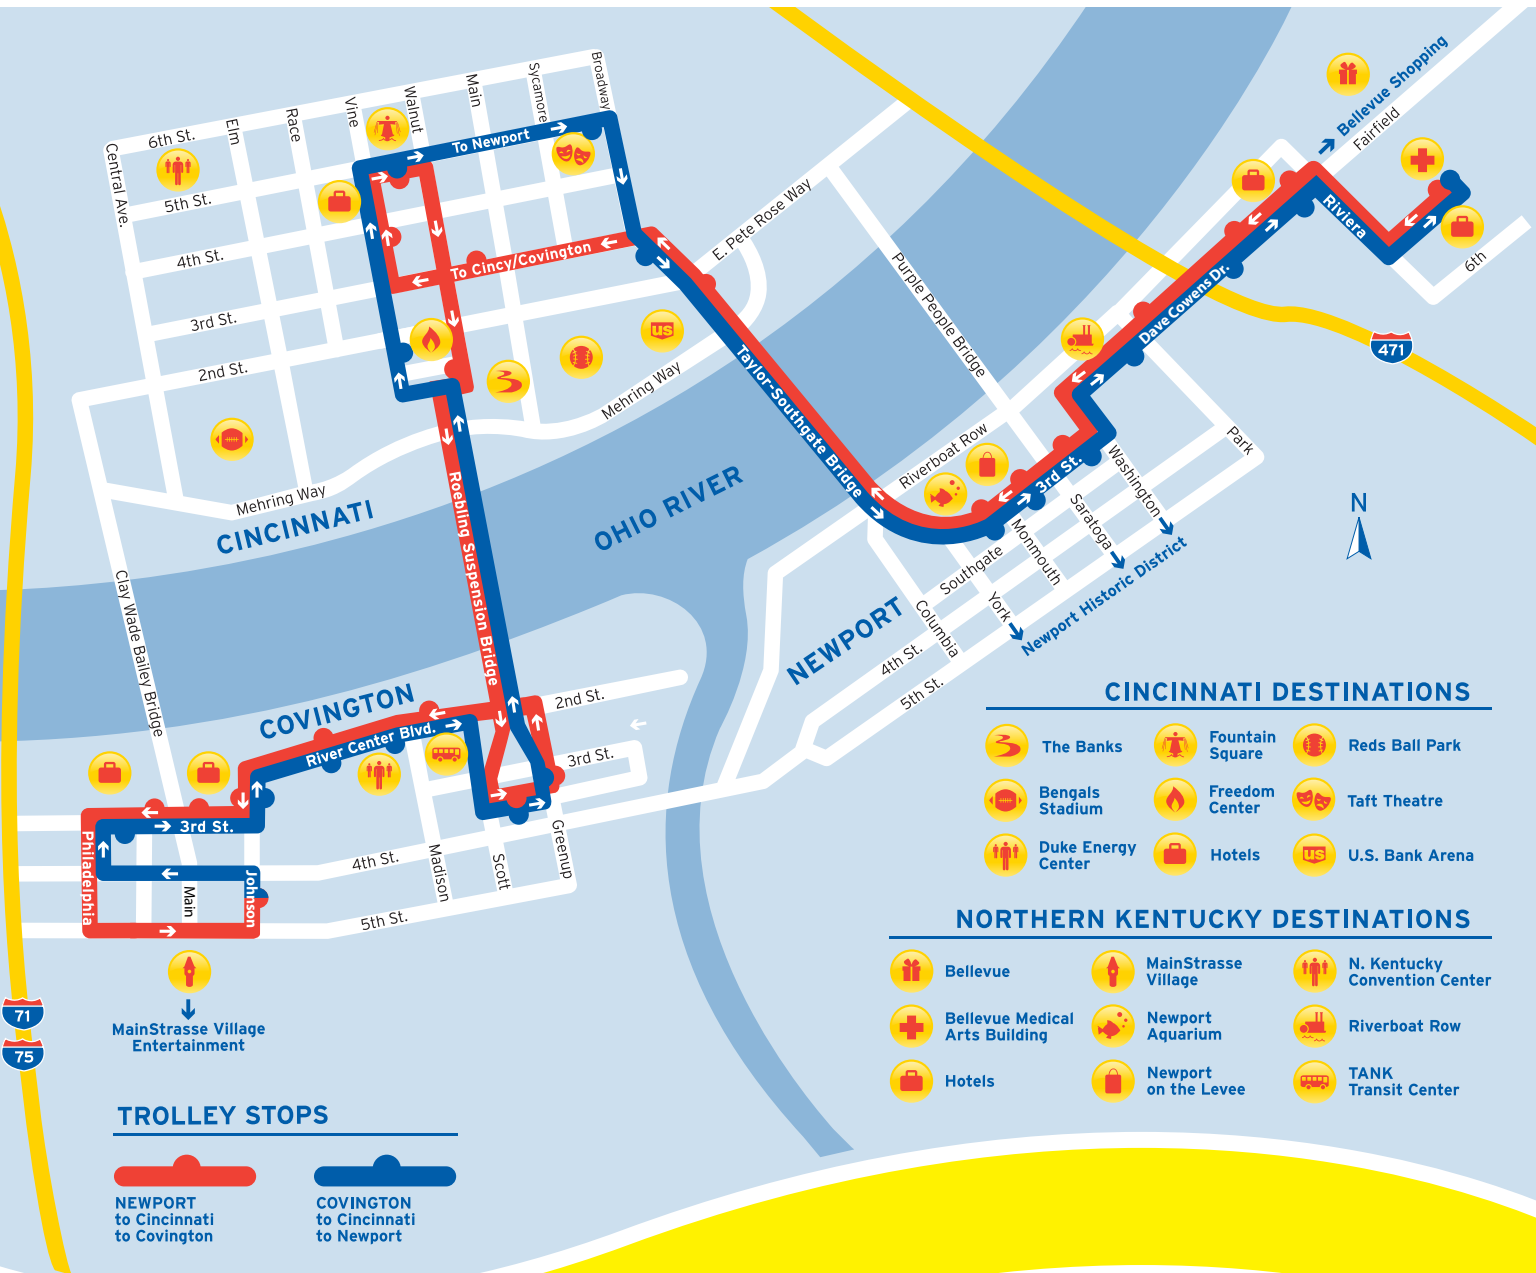 6th St.
5th St.
4th St.
3rd St.
2nd St.
Central Ave.
Elm
Race
Vine
Walnut
Main
Sycamore
Broadway
To Newport
To Cincy/Covington
E. Pete Rose Way
Mehring Way
Mehring Way
us
CINCINNATI
OHIO RIVER
Roebling Suspension Bridge
Taylor-Southgate Bridge
Purple People Bridge
Clay Wade Bailey Bridge
Bellevue Shopping
Fairfield
Riviera
6th
Dave Cowens Dr.
471
Park
Riverboat Row
3rd St.
Washington
Saratoga
Monmouth
Southgate
York
Columbia
Newport Historic District
NEWPORT
4th St.
5th St.
N
COVINGTON
River Center Blvd.
2nd St.
3rd St.
3rd St.
Philadelphia
Johnson
Main
4th St.
5th St.
Madison
Scott
Greenup
MainStrasse Village
Entertainment
71
75
CINCINNATI DESTINATIONS
The Banks
Fountain
Square
Reds Ball Park
Bengals
Stadium
Freedom
Center
Taft Theatre
Duke Energy
Center
Hotels
us
U.S. Bank Arena
NORTHERN KENTUCKY DESTINATIONS
Bellevue
MainStrasse
Village
N. Kentucky
Convention Center
Bellevue Medical
Arts Building
Newport
Aquarium
Riverboat Row
Hotels
Newport
on the Levee
TANK
Transit Center
TROLLEY STOPS
NEWPORT
to Cincinnati
to Covington
COVINGTON
to Cincinnati
to Newport